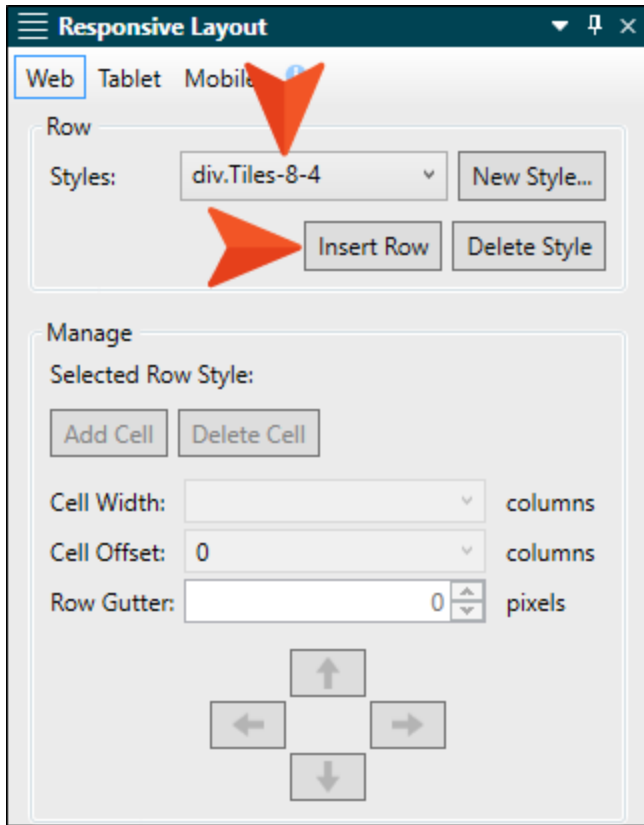 Responsive Layout
Web Tablet Mobile
Row
Styles: div.Tiles-8-4 New Style...
Insert Row Delete Style
Manage
Selected Row Style:
Add Cell Delete Cell
Cell Width: columns
Cell Offset: 0 columns
Row Gutter: 0 pixels